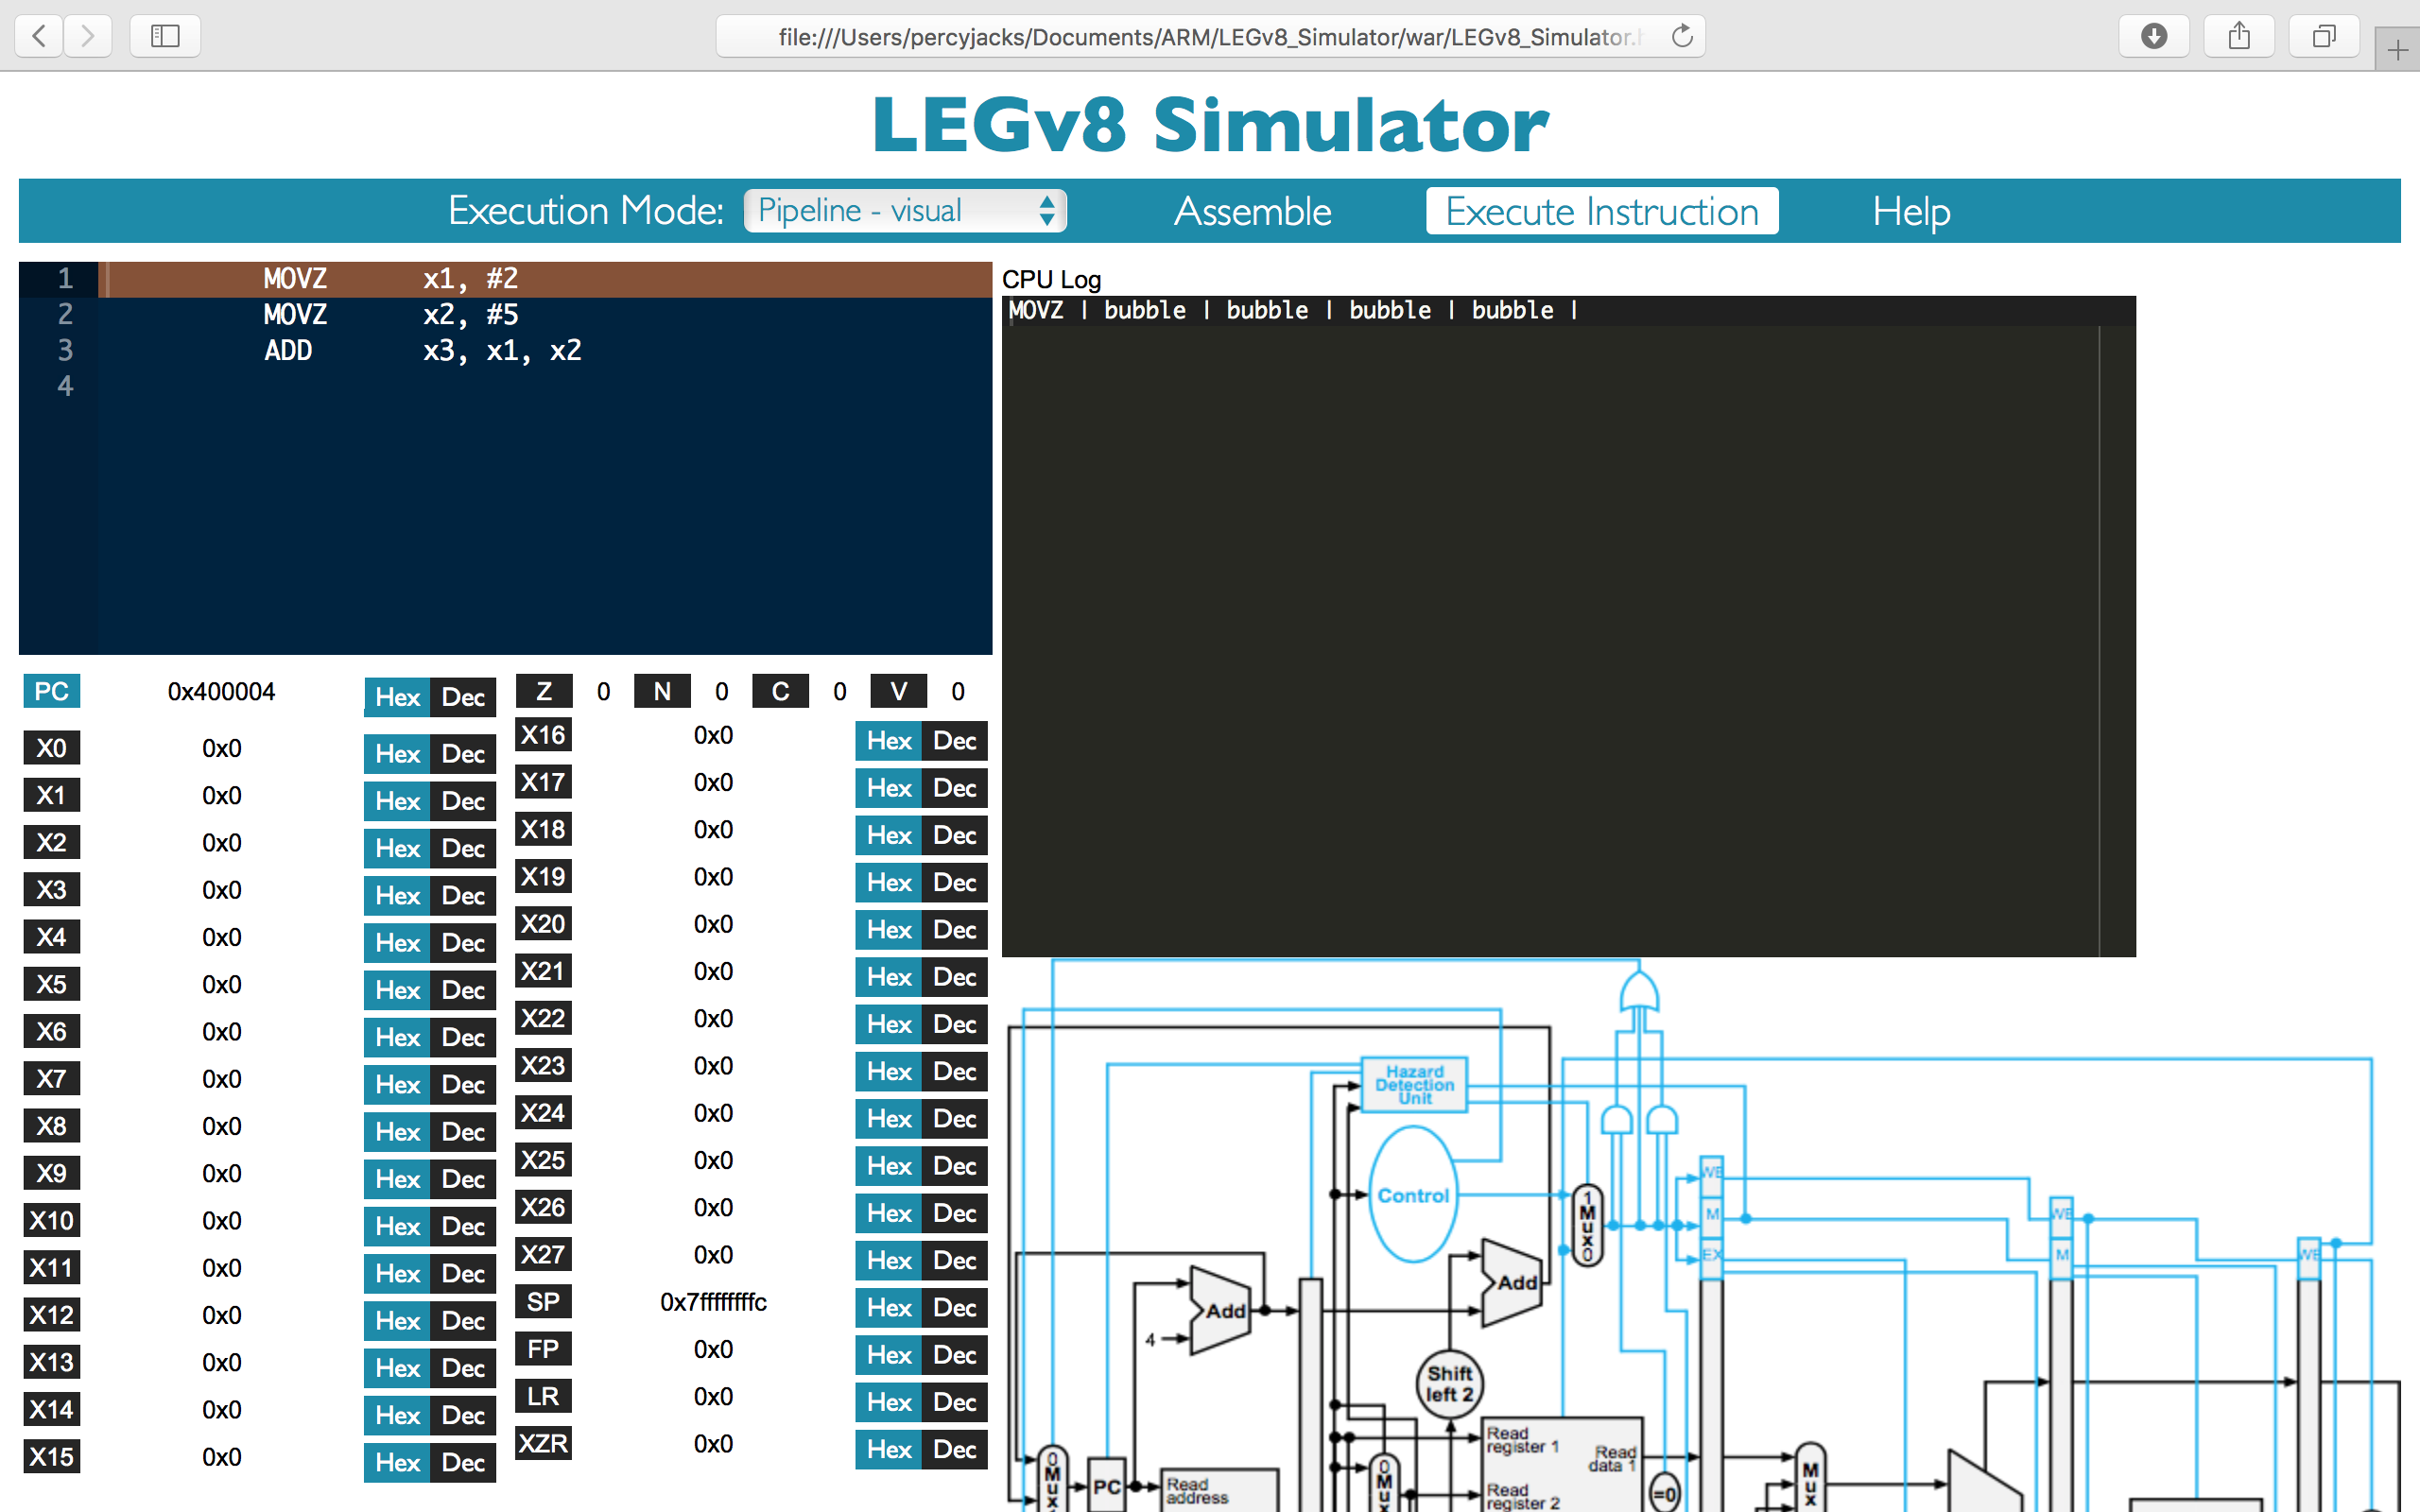 file:///Users/percyjacks/Documents/ARM/LEGv8_Simulator/war/LEGv8_Simulator.
LEGv8 Simulator
Execution Mode: Pipeline - visual Assemble Execute Instruction Help
1 MOVZ x1, #2
2 MOVZ x2, #5
3 ADD x3, x1, x2
4
CPU Log
MOVZ | bubble | bubble | bubble | bubble |
PC 0x400004 Hex Dec
X0 0x0 Hex Dec
X1 0x0 Hex Dec
X2 0x0 Hex Dec
X3 0x0 Hex Dec
X4 0x0 Hex Dec
X5 0x0 Hex Dec
X6 0x0 Hex Dec
X7 0x0 Hex Dec
X8 0x0 Hex Dec
X9 0x0 Hex Dec
X10 0x0 Hex Dec
X11 0x0 Hex Dec
X12 0x0 Hex Dec
X13 0x0 Hex Dec
X14 0x0 Hex Dec
X15 0x0 Hex Dec
Z 0 N 0 C 0 V 0
X16 0x0 Hex Dec
X17 0x0 Hex Dec
X18 0x0 Hex Dec
X19 0x0 Hex Dec
X20 0x0 Hex Dec
X21 0x0 Hex Dec
X22 0x0 Hex Dec
X23 0x0 Hex Dec
X24 0x0 Hex Dec
X25 0x0 Hex Dec
X26 0x0 Hex Dec
X27 0x0 Hex Dec
SP 0x7ffffffffc Hex Dec
FP 0x0 Hex Dec
LR 0x0 Hex Dec
XZR 0x0 Hex Dec
Hazard
Detection
Unit
Control
1
M
u
x
0
WB
M
EX
WB
M
WB
Add
4
Add
Shift
left 2
0
M
u
x
PC
Read
address
0
M
u
x
Read
register 1
Read
data 1
Read
register 2
=0
M
u
x